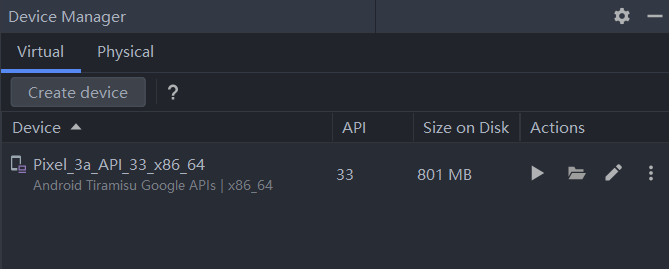 Device Manager
Virtual Physical
Create device ?
Device API Size on Disk Actions
Pixel_3a_API_33_x86_64 33 801 MB
Android Tiramisu Google APIs | x86_64